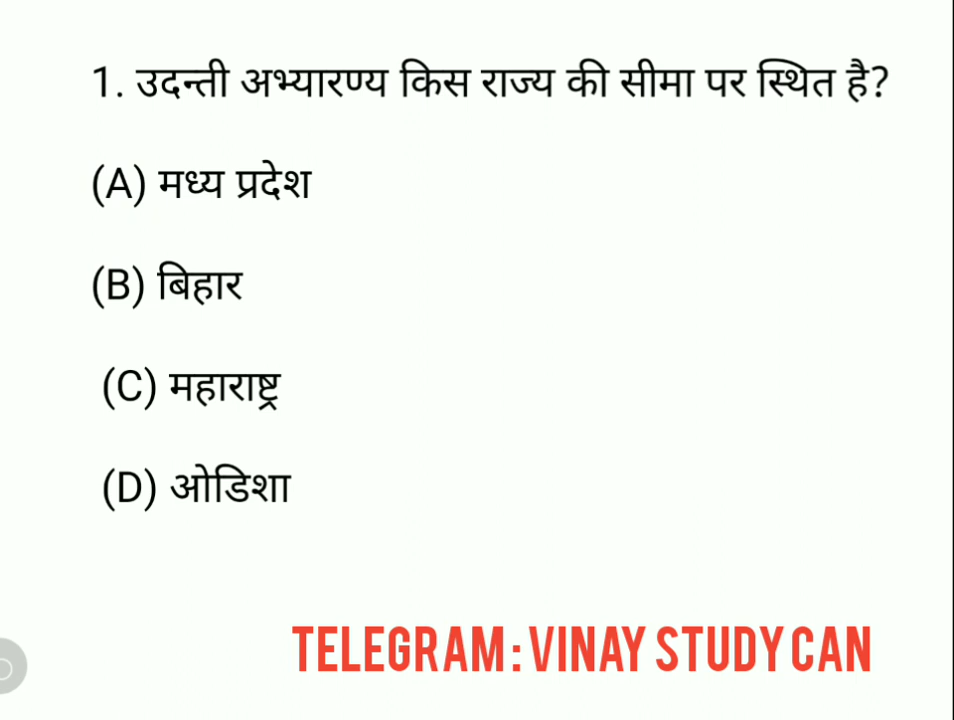 1. उदन्ती अभ्यारण्य किस राज्य की सीमा पर स्थित है?
(A) मध्य प्रदेश
(B) बिहार
(C) महाराष्ट्र
(D) ओडिशा
TELEGRAM : VINAY STUDY CAN